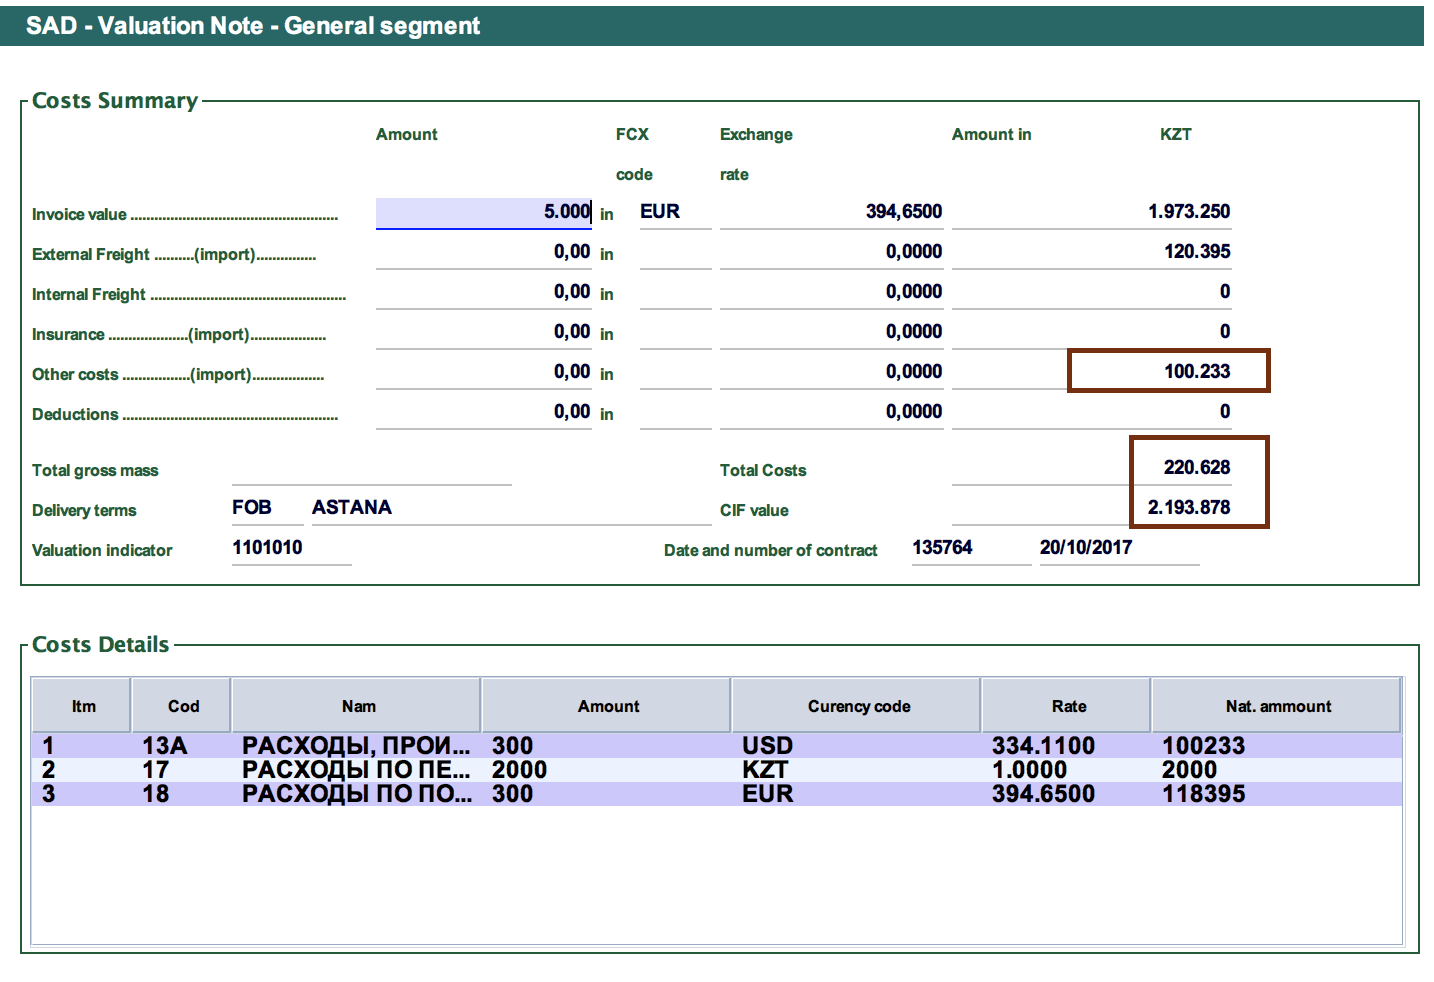 SAD - Valuation Note - General segment
Costs Summary
Amount FCX Exchange Amount in KZT
code rate
Invoice value .................................................... 5.000 in EUR 394,6500 1.973.250
External Freight ..........(import)............... 0,00 in 0,0000 120.395
Internal Freight ................................................. 0,00 in 0,0000 0
Insurance ....................(import)................... 0,00 in 0,0000 0
Other costs .................(import).................. 0,00 in 0,0000 100.233
Deductions ...................................................... 0,00 in 0,0000 0
Total gross mass Total Costs 220.628
Delivery terms FOB ASTANA CIF value 2.193.878
Valuation indicator 1101010 Date and number of contract 135764 20/10/2017
Costs Details
Itm Cod Nam Amount Curency code Rate Nat. ammount
1 13A РАСХОДЫ, ПРОИ... 300 USD 334.1100 100233
2 17 РАСХОДЫ ПО ПЕ... 2000 KZT 1.0000 2000
3 18 РАСХОДЫ ПО ПО... 300 EUR 394.6500 118395